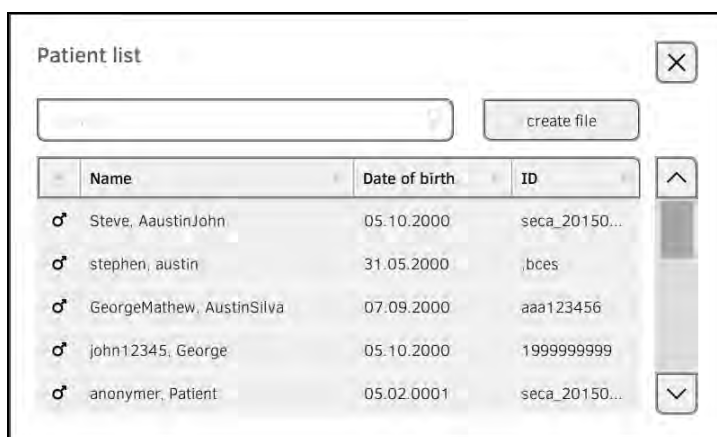 Patient list
create file
Name Date of birth ID
Steve, AaustinJohn 05.10.2000 seca_20150...
stephen, austin 31.05.2000 .bces
GeorgeMathew, AustinSilva 07.09.2000 aaa123456
john12345, George 05.10.2000 1999999999
anonymer, Patient 05.02.0001 seca_20150...